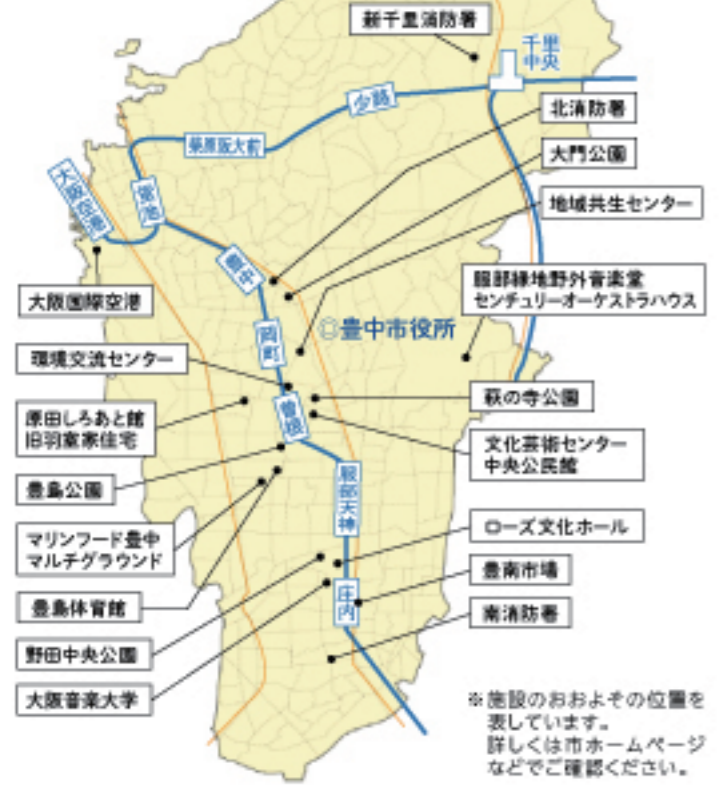 新千里消防署
千里
中央
少路
柴原阪大前
北消防署
大門公園
地域共生センター
大阪空港
蛍池
豊中
服部緑地野外音楽堂
センチュリーオーケストラハウス
大阪国際空港
岡町
◎豊中市役所
環境交流センター
萩の寺公園
曽根
原田しろあと館
旧羽室家住宅
文化芸術センター
中央公民館
豊島公園
服部天神
マリンフード豊中
マルチグラウンド
ローズ文化ホール
豊南市場
庄内
豊島体育館
南消防署
野田中央公園
大阪音楽大学
※施設のおおよその位置を
表しています。
詳しくは市ホームページ
などでご確認ください。